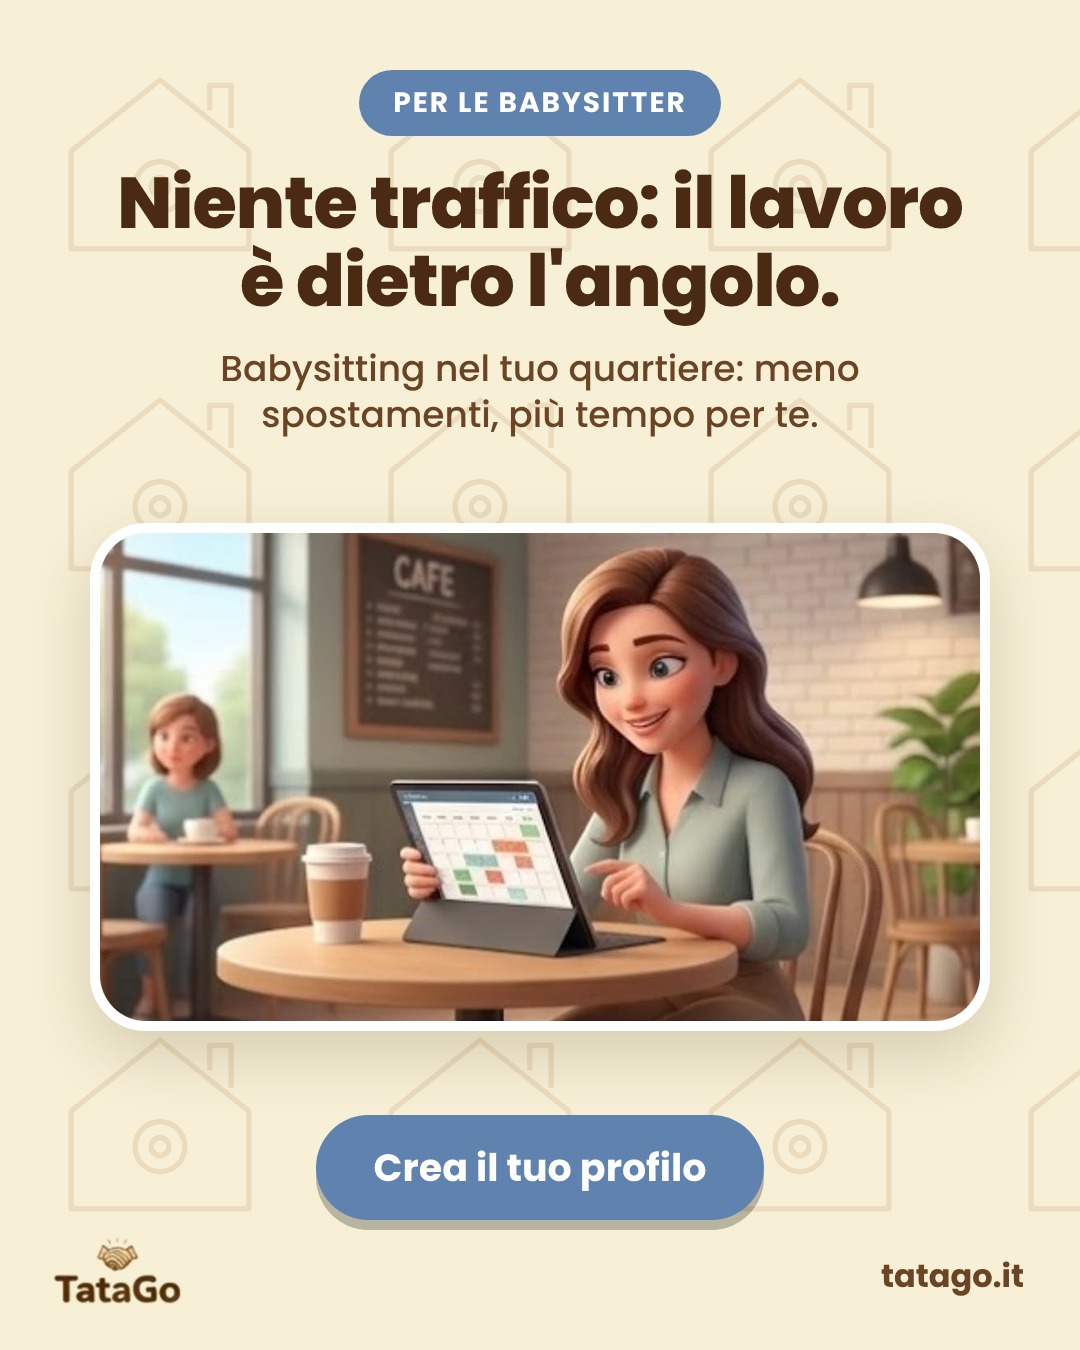 PER LE BABYSITTER
Niente traffico: il lavoro
è dietro l'angolo.
Babysitting nel tuo quartiere: meno
spostamenti, più tempo per te.
CAFE
Crea il tuo profilo
TataGo
tatago.it